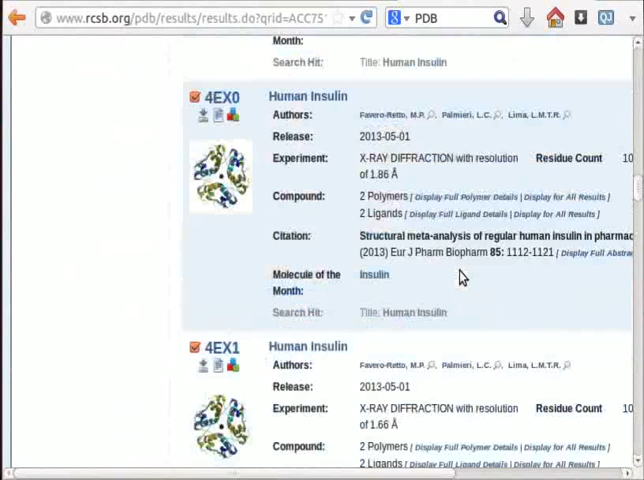 www.rcsb.org/pdb/results/results.do?qrid=ACC75
PDB
Month:
Search Hit: Title: Human Insulin
4EX0 Human Insulin
Authors: Favero-Retto, M.P. Palmieri, L.C. Lima, L.M.T.R.
Release: 2013-05-01
Experiment: X-RAY DIFFRACTION with resolution Residue Count 10
of 1.86 Å
Compound: 2 Polymers [ Display Full Polymer Details | Display for All Results ]
2 Ligands [ Display Full Ligand Details | Display for All Results ]
Citation: Structural meta-analysis of regular human insulin in pharmac
(2013) Eur J Pharm Biopharm 85: 1112-1121 [ Display Full Abstra
Molecule of the Insulin
Month:
Search Hit: Title: Human Insulin
4EX1 Human Insulin
Authors: Favero-Retto, M.P. Palmieri, L.C. Lima, L.M.T.R.
Release: 2013-05-01
Experiment: X-RAY DIFFRACTION with resolution Residue Count 10
of 1.66 Å
Compound: 2 Polymers [ Display Full Polymer Details | Display for All Results ]
2 Ligands [ Display Full Ligand Details | Display for All Results ]